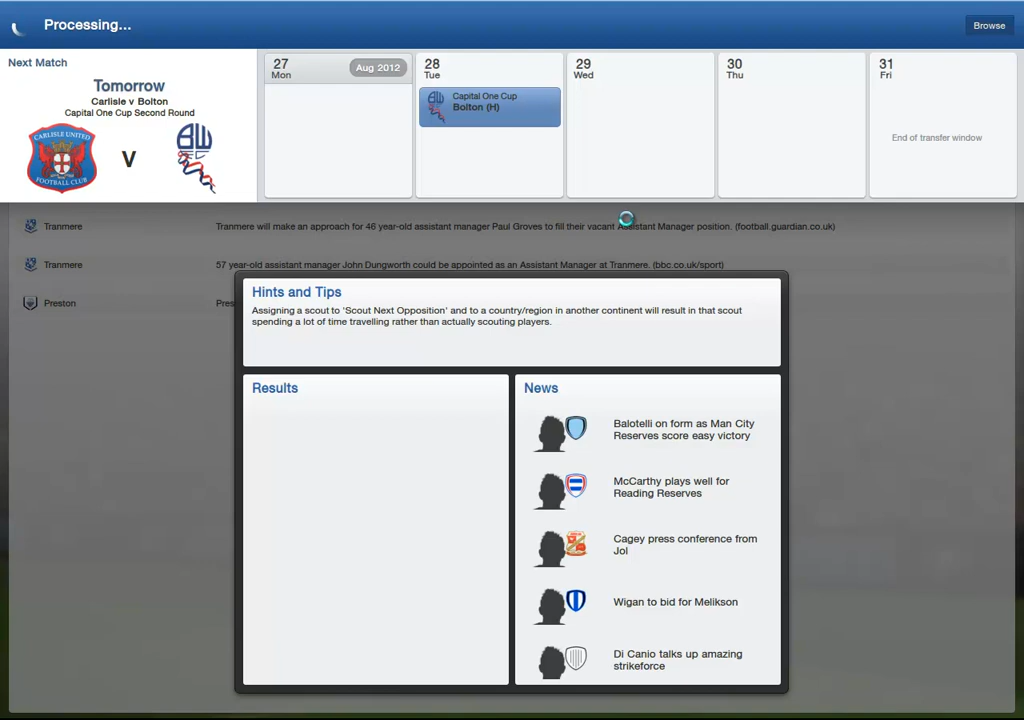 Processing...
Browse
Next Match
Tomorrow
Carlisle v Bolton
Capital One Cup Second Round
CARLISLE UNITED
FOOTBALL CLUB
V
27
Mon
Aug 2012
28
Tue
Capital One Cup
Bolton (H)
29
Wed
30
Thu
31
Fri
End of transfer window
Tranmere
Tranmere will make an approach for 46 year-old assistant manager Paul Groves to fill their vacant Assistant Manager position. (football.guardian.co.uk)
Tranmere
57 year-old assistant manager John Dungworth could be appointed as an Assistant Manager at Tranmere. (bbc.co.uk/sport)
Preston
Pres
Hints and Tips
Assigning a scout to 'Scout Next Opposition' and to a country/region in another continent will result in that scout
spending a lot of time travelling rather than actually scouting players.
Results
News
Balotelli on form as Man City
Reserves score easy victory
McCarthy plays well for
Reading Reserves
Cagey press conference from
Jol
Wigan to bid for Melikson
Di Canio talks up amazing
strikeforce